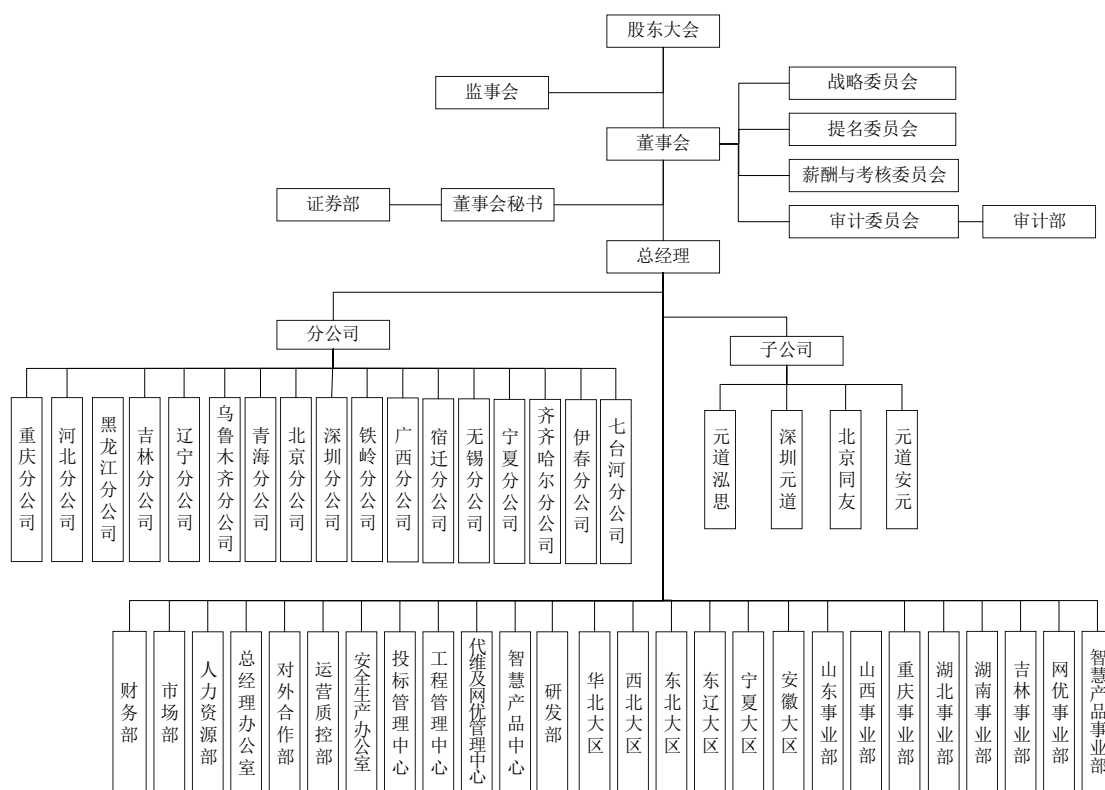 股东大会
监事会
战略委员会
提名委员会
董事会
薪酬与考核委员会
证券部
董事会秘书
审计委员会
审计部
总经理
分公司
子公司
重庆分公司
河北分公司
黑龙江分公司
吉林分公司
辽宁分公司
乌鲁木齐分公司
青海分公司
北京分公司
深圳分公司
铁岭分公司
广西分公司
宿迁分公司
无锡分公司
宁夏分公司
齐齐哈尔分公司
伊春分公司
七台河分公司
元道泓思
深圳元道
北京同友
元道安元
财务部
市场部
人力资源部
总经理办公室
对外合作部
运营质控部
安全生产办公室
投标管理中心
工程管理中心
代维及网优管理中心
智慧产品中心
研发部
华北大区
西北大区
东北大区
东辽大区
宁夏大区
安徽大区
山东事业部
山西事业部
重庆事业部
湖北事业部
湖南事业部
吉林事业部
网优事业部
智慧产品事业部